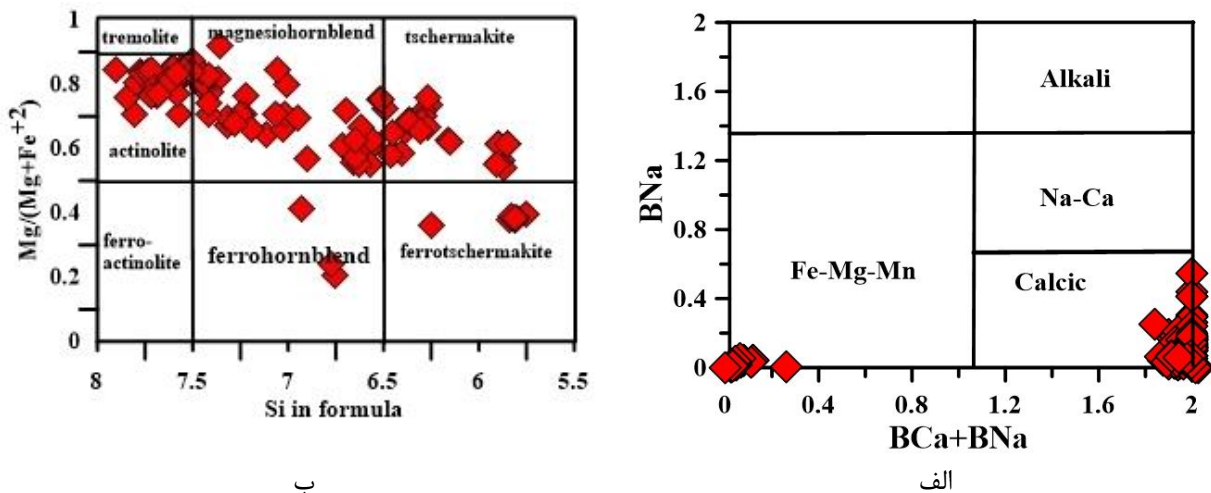 1
0.8
0.6
0.4
0.2
0
Mg/(Mg+Fe+2)
tremolite
magnesiohornblend
tschermakite
actinolite
ferro-
actinolite
ferrohornblend
ferrotschermakite
8 7.5 7 6.5 6 5.5
Si in formula
ب
2
1.6
1.2
0.8
0.4
0
BNa
Alkali
Na-Ca
Fe-Mg-Mn
Calcic
0 0.4 0.8 1.2 1.6 2
BCa+BNa
الف